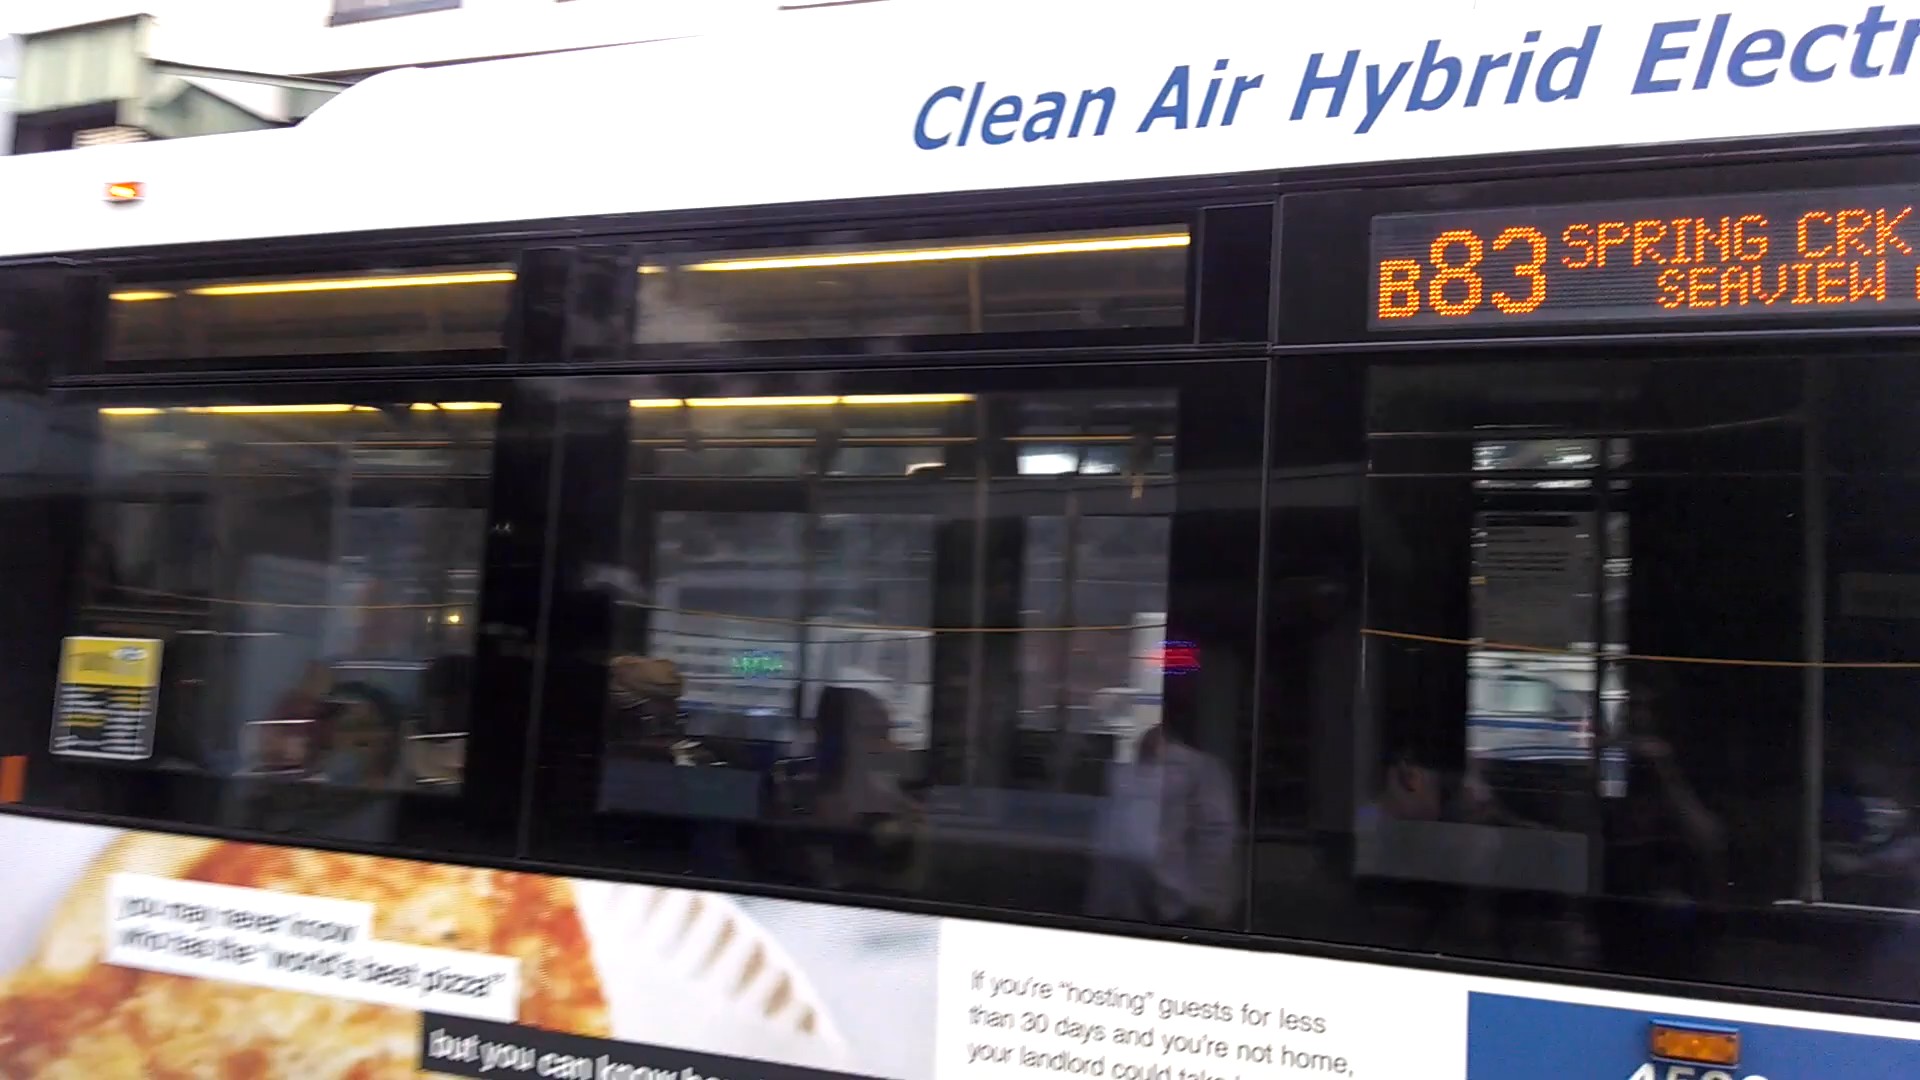 Clean Air Hybrid Electr
B83 SPRING CRK
SEAVIEW
you may never know
who has the "world's best pizza"
but you can know
If you're "hosting" guests for less
than 30 days and you're not home,
your landlord could take